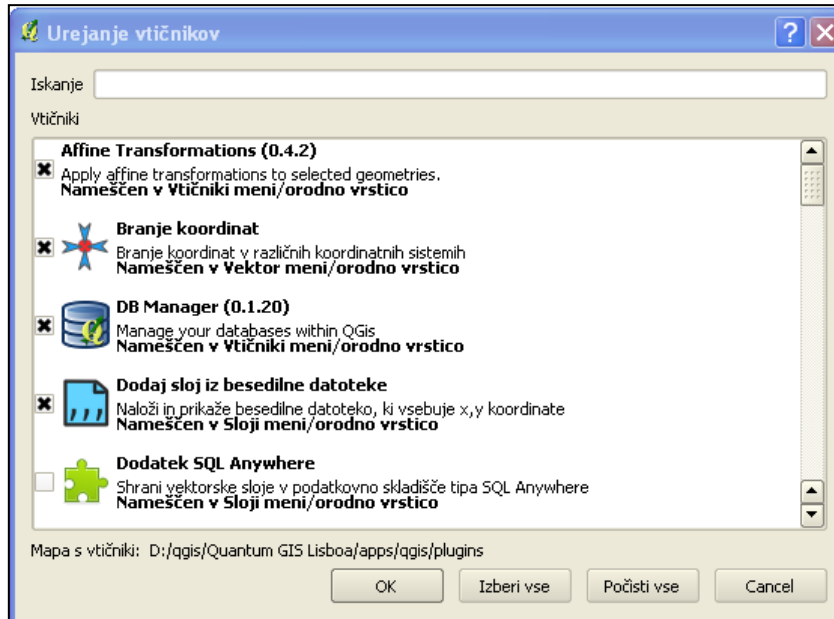 Urejanje vtičnikov
Iskanje
Vtičniki
Affine Transformations (0.4.2)
Apply affine transformations to selected geometries.
Nameščen v Vtičniki meni/orodno vrstico
Branje koordinat
Branje koordinat v različnih koordinatnih sistemih
Nameščen v Vektor meni/orodno vrstico
DB Manager (0.1.20)
Manage your databases within QGis
Nameščen v Vtičniki meni/orodno vrstico
Dodaj sloj iz besedilne datoteke
Naloži in prikaže besedilne datoteko, ki vsebuje x,y koordinate
Nameščen v Sloji meni/orodno vrstico
Dodatek SQL Anywhere
Shrani vektorske sloje v podatkovno skladišče tipa SQL Anywhere
Nameščen v Sloji meni/orodno vrstico
Mapa s vtičniki: D:/qgis/Quantum GIS Lisboa/apps/qgis/plugins
OK Izberi vse Počisti vse Cancel